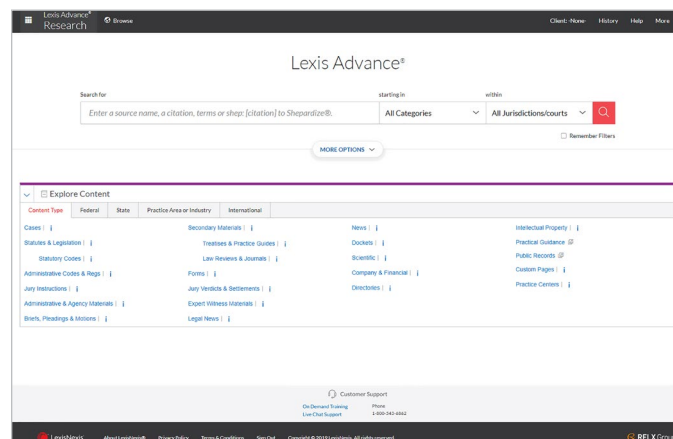 Lexis Advance®
Research
Browse
Client: -None-
History
Help
More
Lexis Advance®
Search for
starting in
within
Enter a source name, a citation, terms or shep: [citation] to Shepardize®.
All Categories
All Jurisdictions/courts
Remember Filters
MORE OPTIONS
Explore Content
Content Type
Federal
State
Practice Area or Industry
International
Cases | i
Statutes & Legislation | i
Statutory Codes | i
Administrative Codes & Regs | i
Jury Instructions | i
Administrative & Agency Materials | i
Briefs, Pleadings & Motions | i
Secondary Materials | i
Treatises & Practice Guides | i
Law Reviews & Journals | i
Forms | i
Jury Verdicts & Settlements | i
Expert Witness Materials | i
Legal News | i
News | i
Dockets | i
Scientific | i
Company & Financial | i
Directories | i
Intellectual Property | i
Practical Guidance
Public Records
Custom Pages | i
Practice Centers | i
Customer Support
On Demand Training
Live Chat Support
Phone
1-800-543-6862
LexisNexis
About LexisNexis®
Privacy Policy
Terms & Conditions
Sign Out
Copyright © 2019 LexisNexis. All rights reserved.
RELX Group